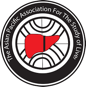 The Asian Pacific Association For The Study of Liver